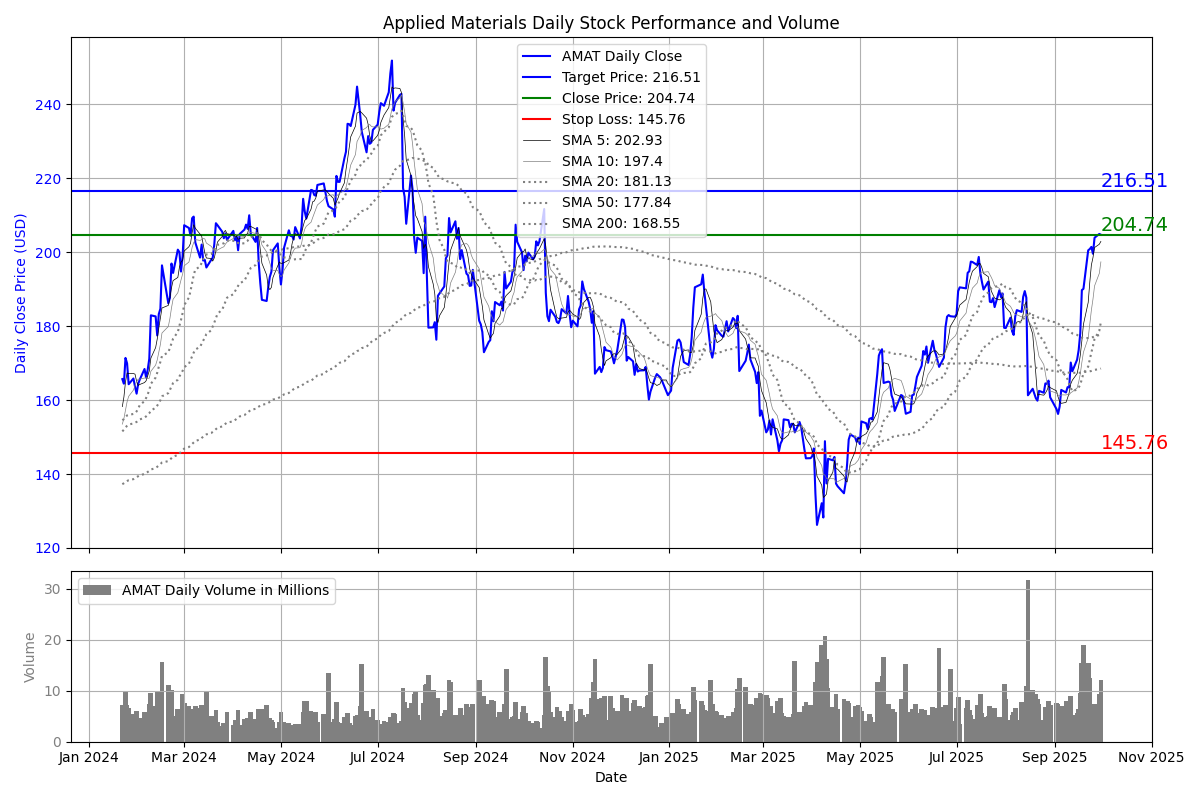 Applied Materials Daily Stock Performance and Volume
AMAT Daily Close
Target Price: 216.51
Close Price: 204.74
Stop Loss: 145.76
SMA 5: 202.93
SMA 10: 197.4
SMA 20: 181.13
SMA 50: 177.84
SMA 200: 168.55
Daily Close Price (USD)
240
220
200
180
160
140
120
216.51
204.74
145.76
AMAT Daily Volume in Millions
Volume
30
20
10
0
Jan 2024 Mar 2024 May 2024 Jul 2024 Sep 2024 Nov 2024 Jan 2025 Mar 2025 May 2025 Jul 2025 Sep 2025 Nov 2025
Date